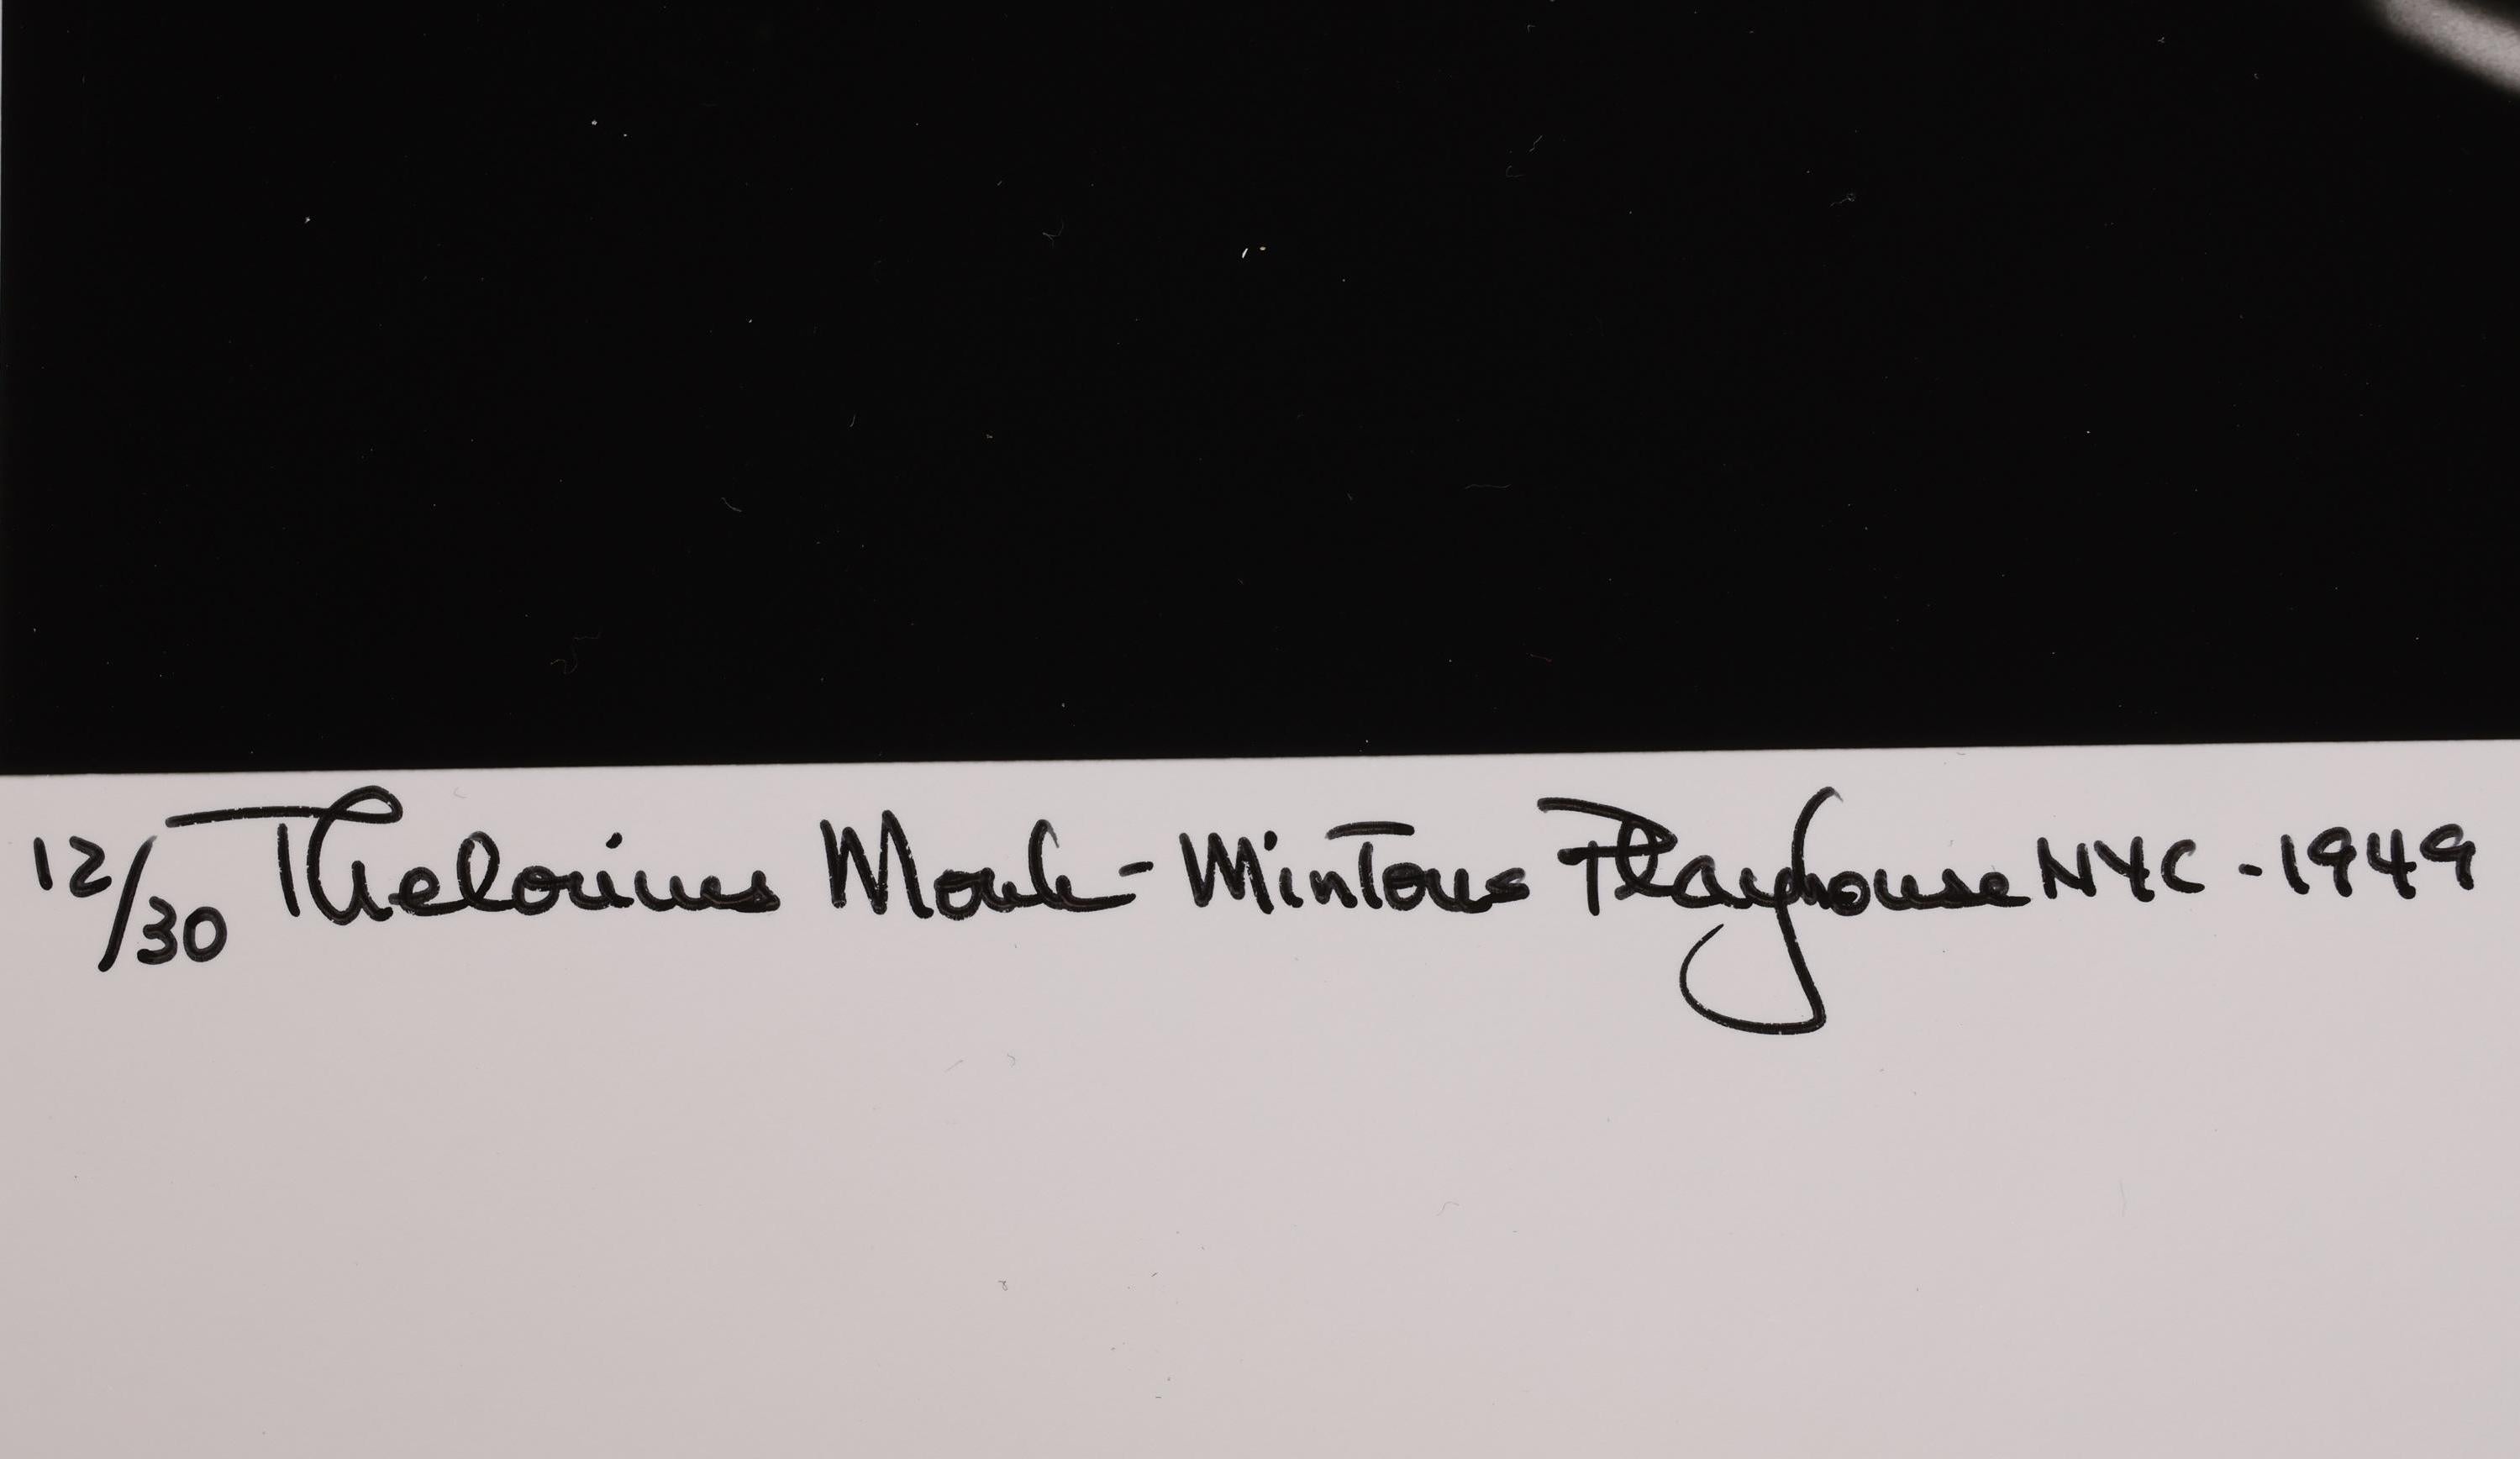 12/30 Thelonius Monk - Mintons Playhouse NYC - 1949